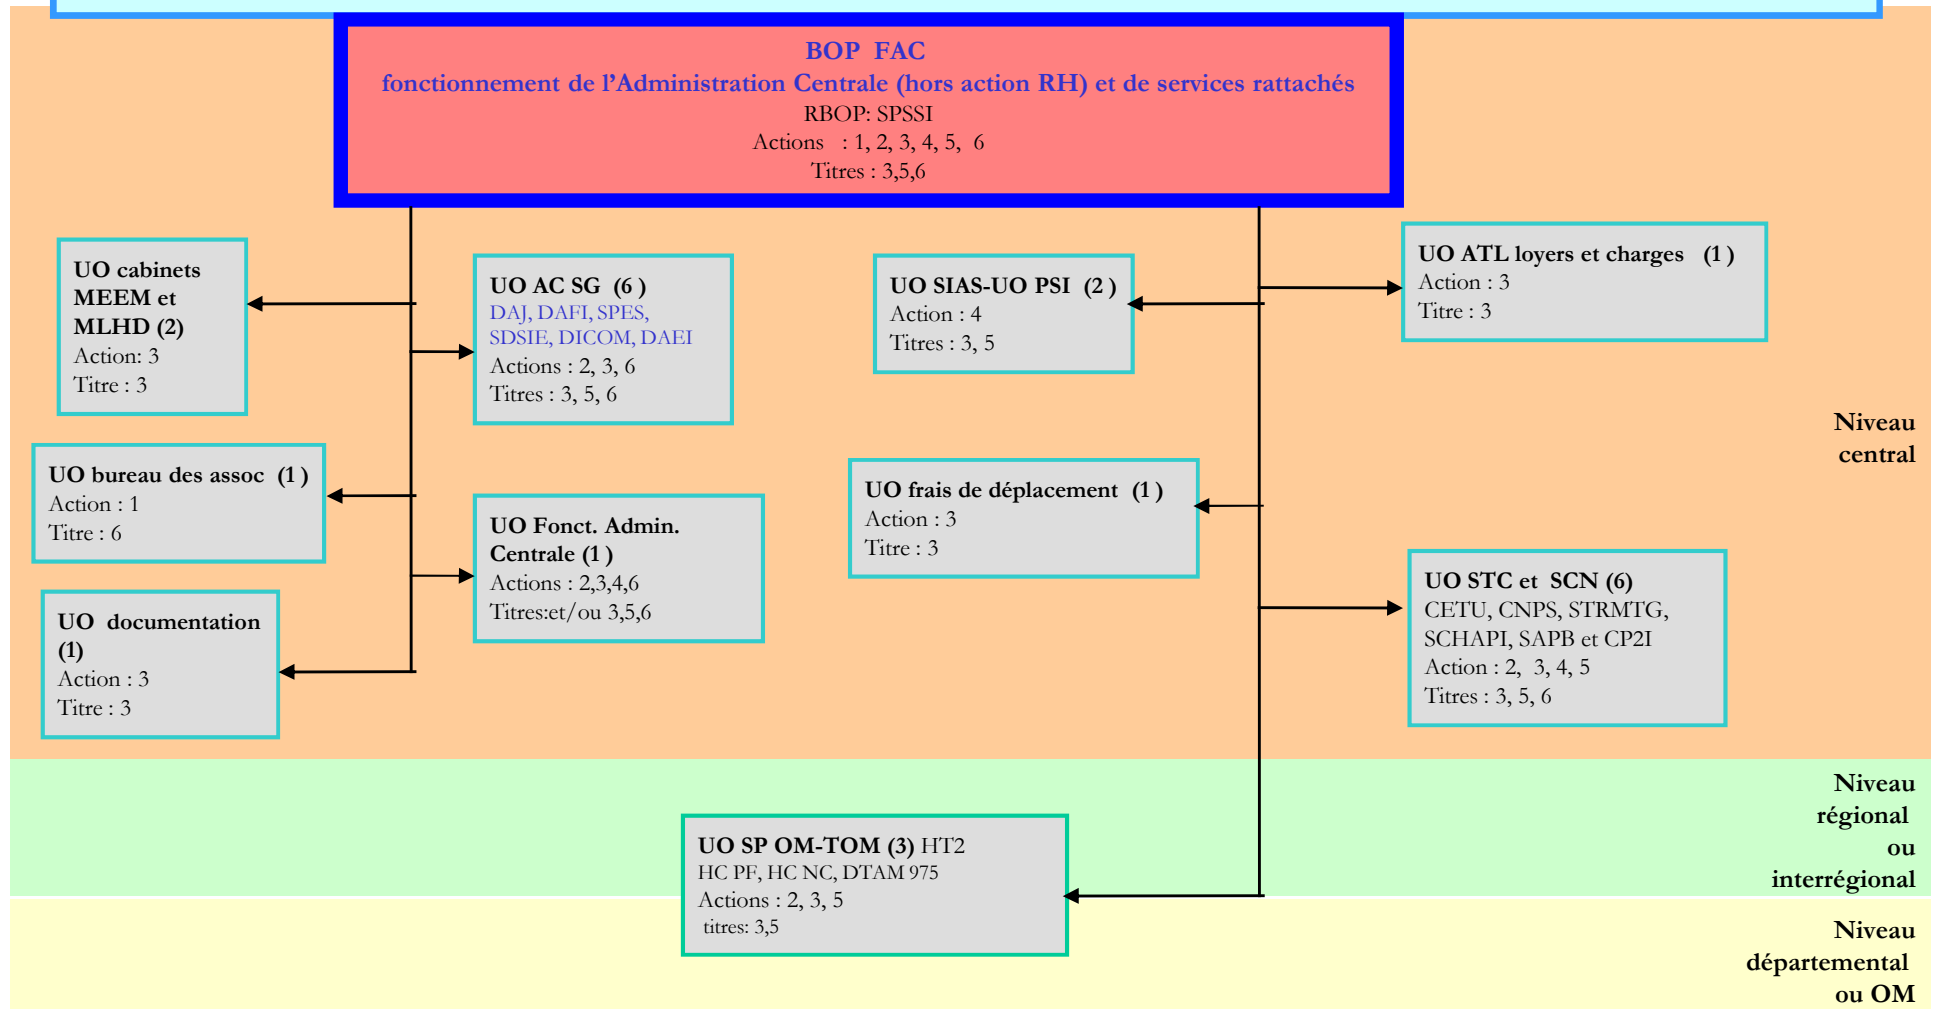 BOP FAC
fonctionnement de l'Administration Centrale (hors action RH) et de services rattachés
RBOP: SPSSI
Actions : 1, 2, 3, 4, 5, 6
Titres : 3,5,6
UO cabinets
MEEM et
MLHD (2)
Action: 3
Titre : 3
UO AC SG (6 )
DAJ, DAFI, SPES,
SDSIE, DICOM, DAEI
Actions : 2, 3, 6
Titres : 3, 5, 6
UO SIAS-UO PSI (2 )
Action : 4
Titres : 3, 5
UO ATL loyers et charges (1 )
Action : 3
Titre : 3
Niveau
central
UO bureau des assoc (1 )
Action : 1
Titre : 6
UO Fonct. Admin.
Centrale (1 )
Actions : 2,3,4,6
Titres:et/ou 3,5,6
UO frais de déplacement (1 )
Action : 3
Titre : 3
UO STC et SCN (6)
CETU, CNPS, STRMTG,
SCHAPI, SAPB et CP2I
Action : 2, 3, 4, 5
Titres : 3, 5, 6
UO documentation
(1)
Action : 3
Titre : 3
Niveau
régional
ou
interrégional
UO SP OM-TOM (3) HT2
HC PF, HC NC, DTAM 975
Actions : 2, 3, 5
titres: 3,5
Niveau
départemental
ou OM